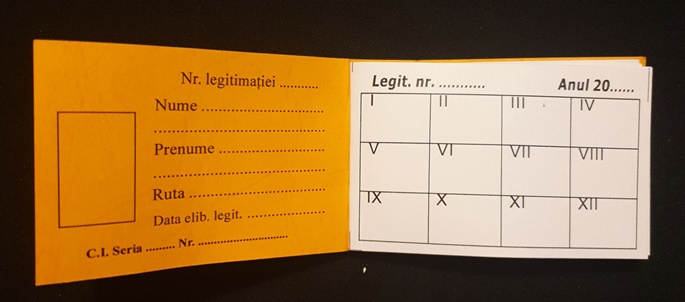 Nr. legitimației ...........
Nume ...........................
......................................
Prenume .......................
......................................
Ruta ..............................
Data elib. legit. ....................
C.I. Seria ......... Nr. ............................
Legit. nr. ........... Anul 20......
I II III IV
V VI VII VIII
IX X XI XII